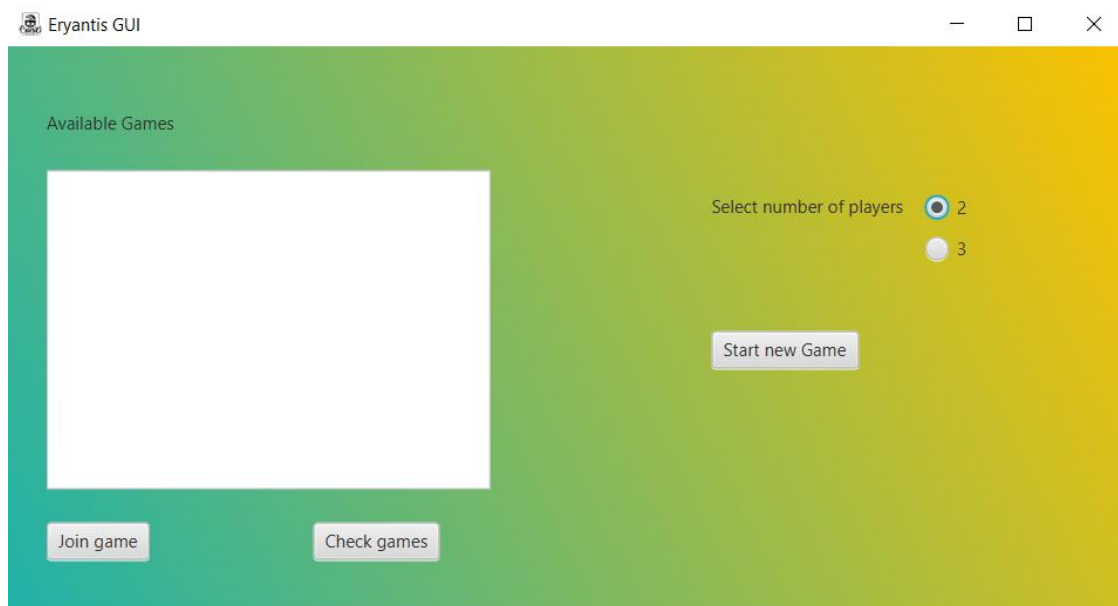 Eryantis GUI
Available Games
Select number of players
2
3
Start new Game
Join game
Check games